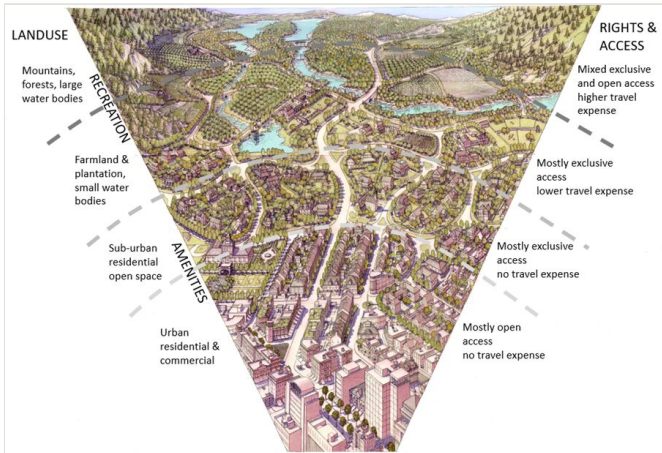 LANDUSE
Mountains,
forests, large
water bodies
RECREATION
Farmland &
plantation,
small water
bodies
Sub-urban
residential
open space
AMENITIES
Urban
residential &
commercial
RIGHTS &
ACCESS
Mixed exclusive
and open access
higher travel
expense
Mostly exclusive
access
lower travel expense
Mostly exclusive
access
no travel expense
Mostly open
access
no travel expense